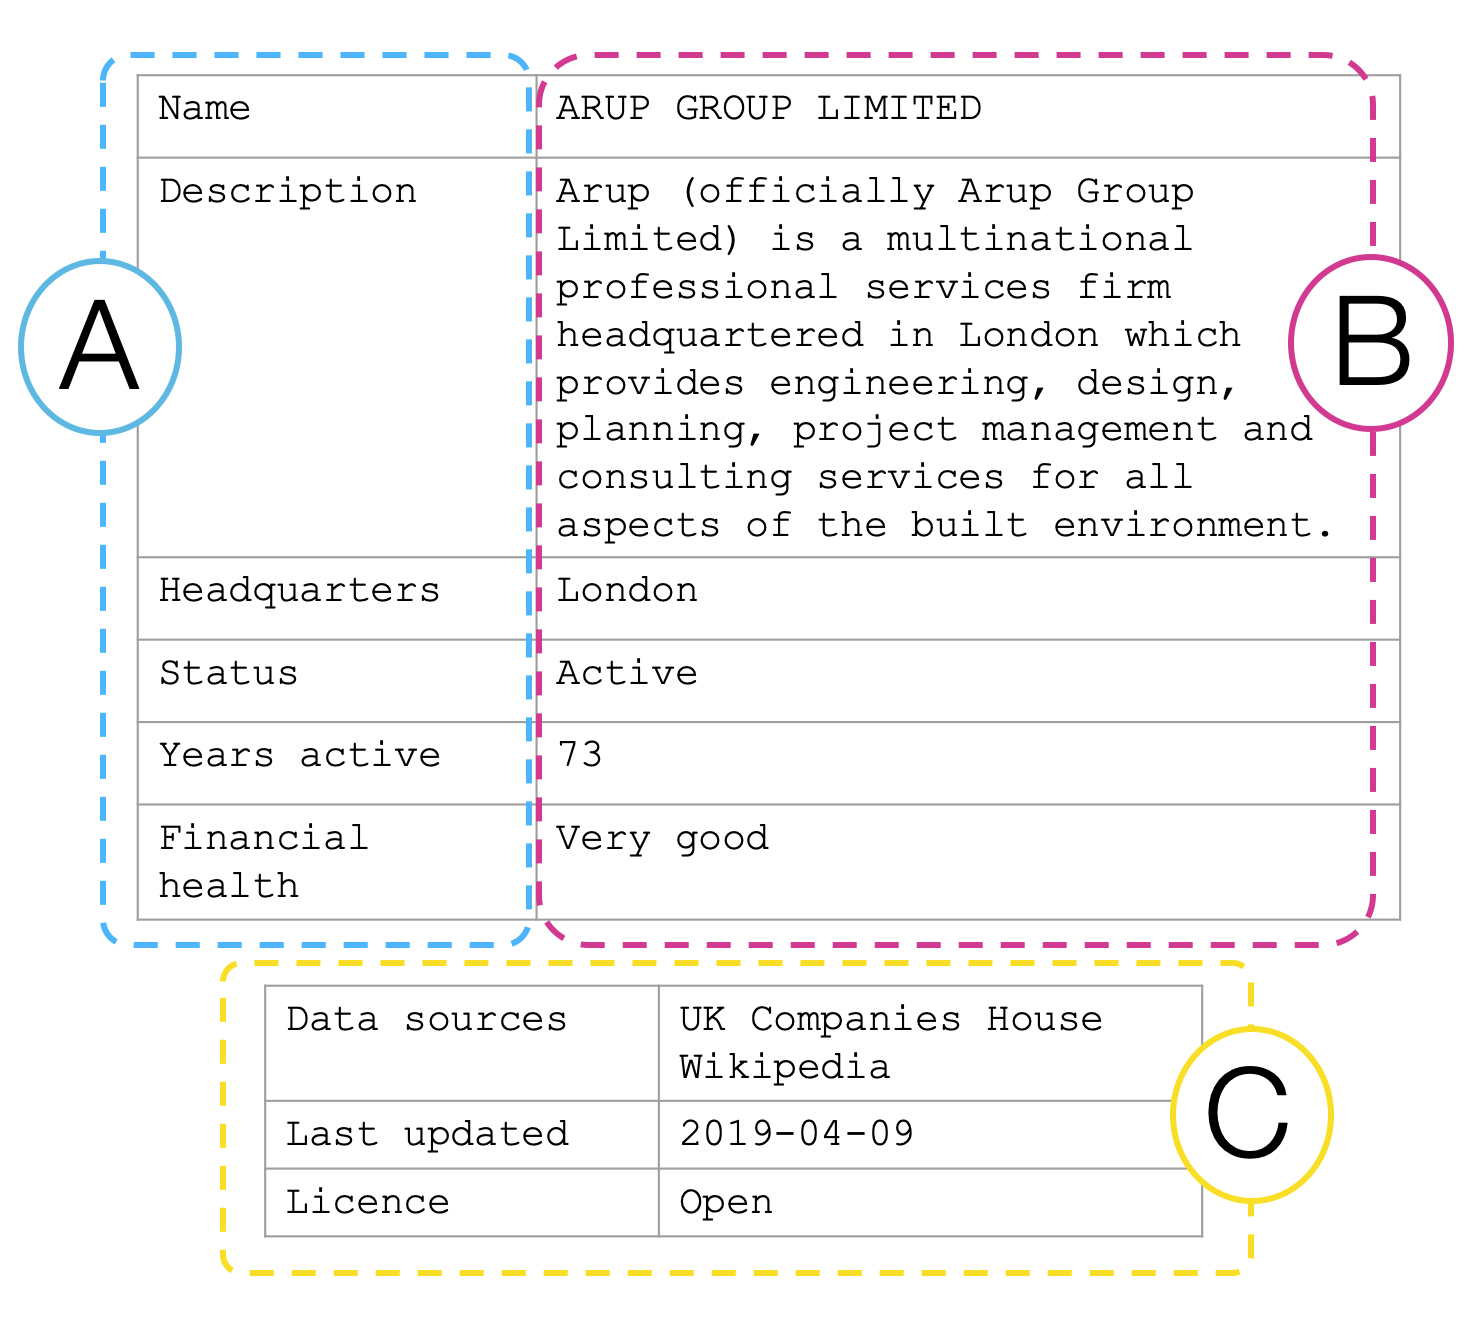 Name
ARUP GROUP LIMITED
Description
Arup (officially Arup Group
Limited) is a multinational
professional services firm
headquartered in London which
provides engineering, design,
planning, project management and
consulting services for all
aspects of the built environment.
A
B
Headquarters
London
Status
Active
Years active
73
Financial
health
Very good
Data sources
UK Companies House
Wikipedia
Last updated
2019-04-09
Licence
Open
C